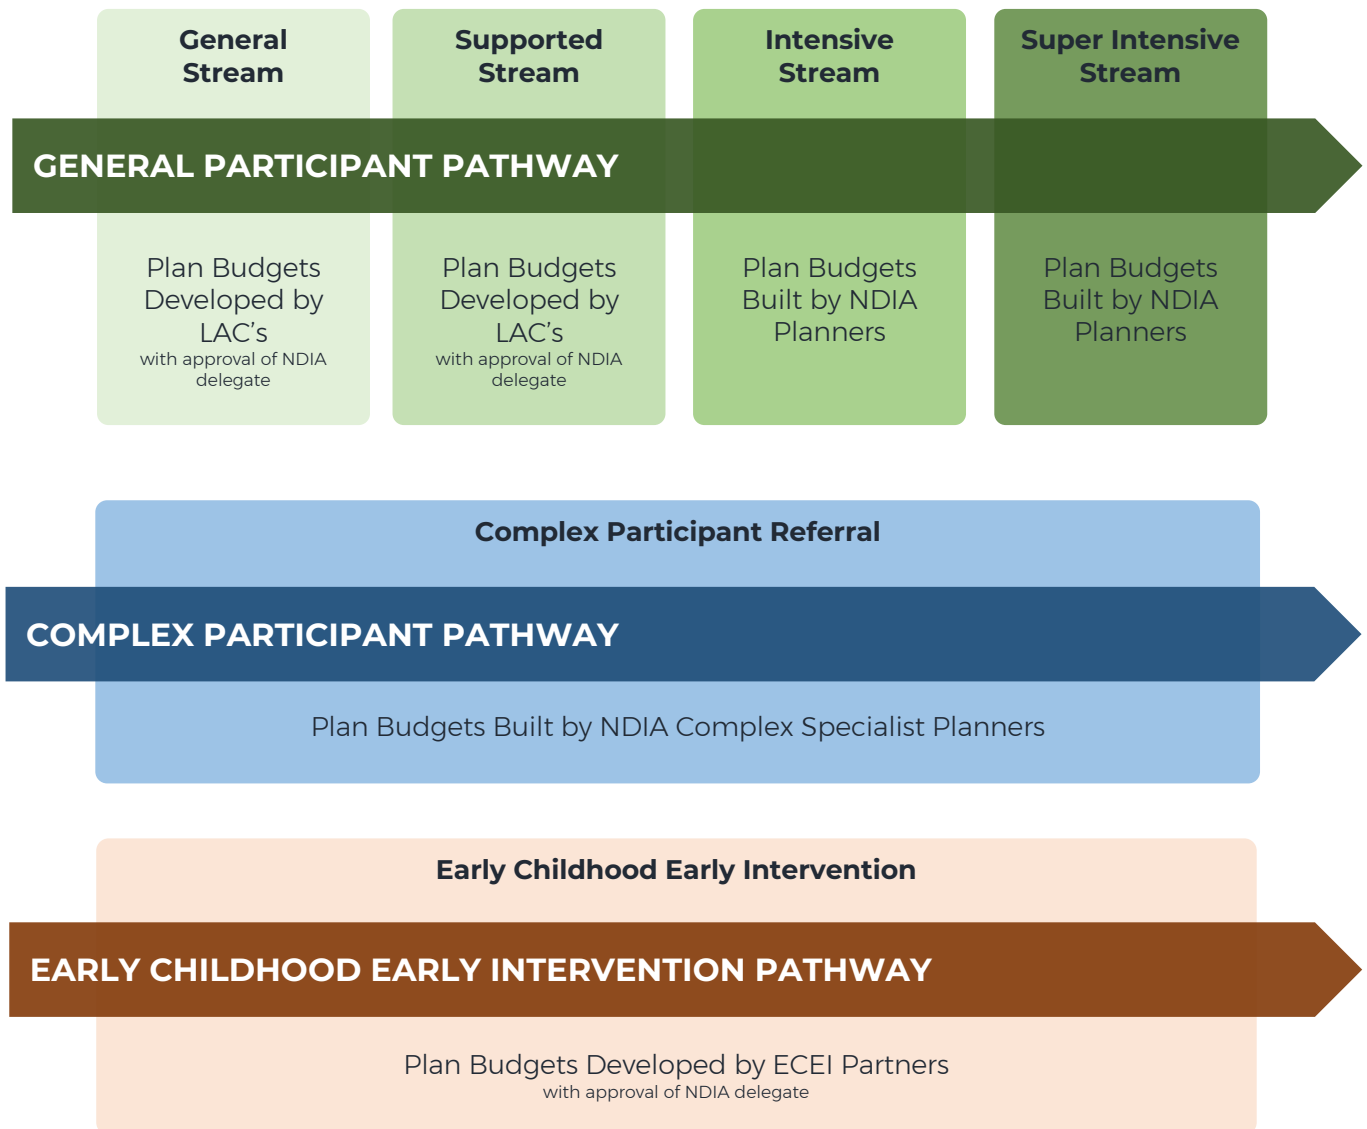 General
Stream
Supported
Stream
Intensive
Stream
Super Intensive
Stream
GENERAL PARTICIPANT PATHWAY
Plan Budgets
Developed by
LAC’s
with approval of NDIA
delegate
Plan Budgets
Developed by
LAC’s
with approval of NDIA
delegate
Plan Budgets
Built by NDIA
Planners
Plan Budgets
Built by NDIA
Planners
Complex Participant Referral
COMPLEX PARTICIPANT PATHWAY
Plan Budgets Built by NDIA Complex Specialist Planners
Early Childhood Early Intervention
EARLY CHILDHOOD EARLY INTERVENTION PATHWAY
Plan Budgets Developed by ECEI Partners
with approval of NDIA delegate